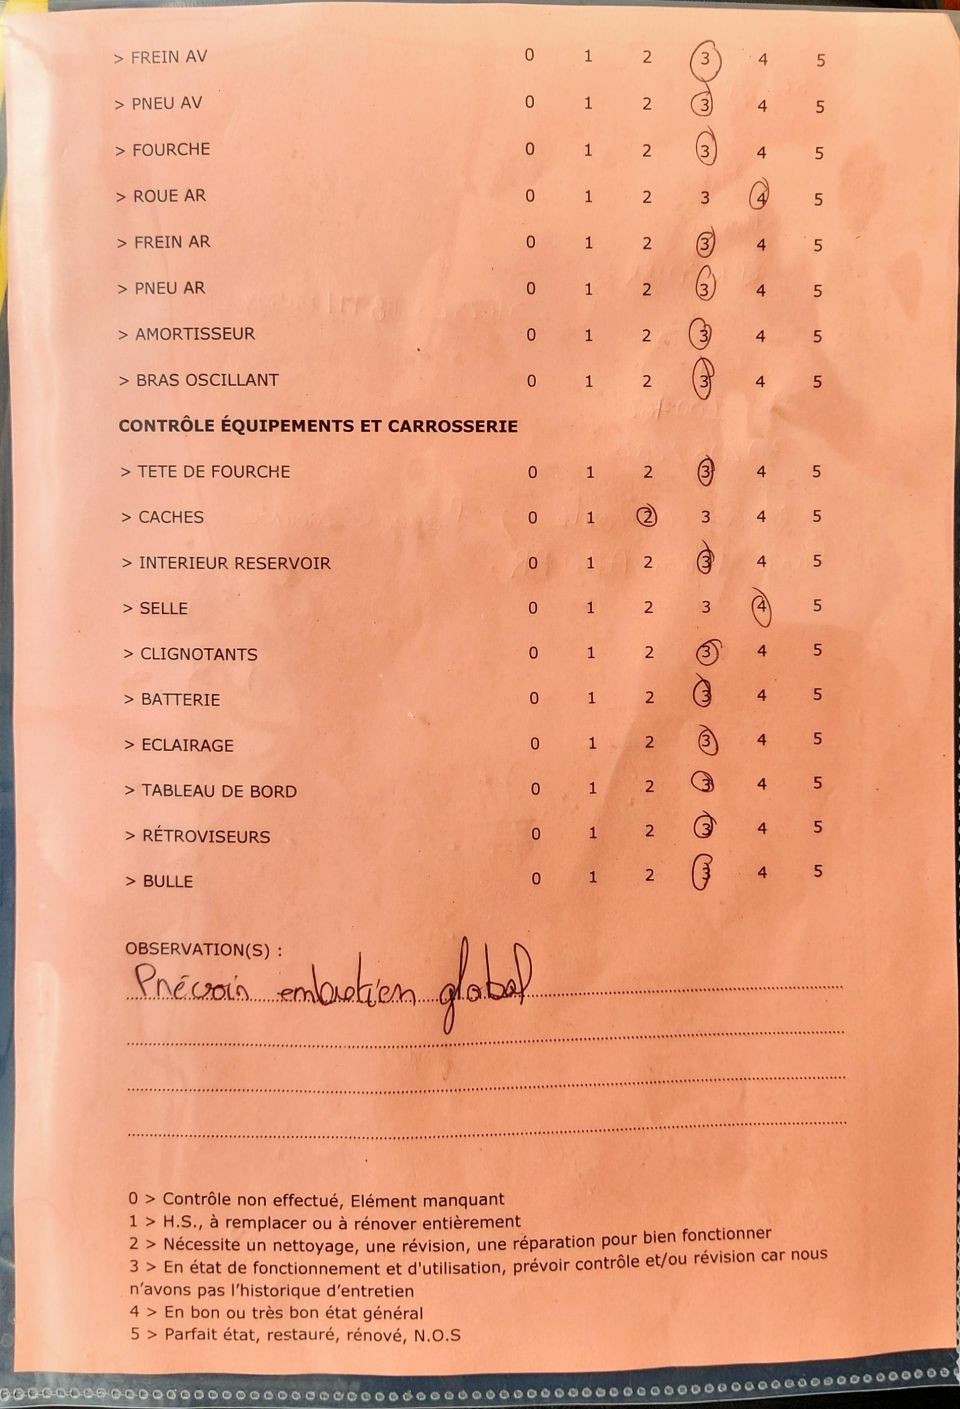 > FREIN AV 0 1 2 3 4 5
> PNEU AV 0 1 2 3 4 5
> FOURCHE 0 1 2 3 4 5
> ROUE AR 0 1 2 3 4 5
> FREIN AR 0 1 2 3 4 5
> PNEU AR 0 1 2 3 4 5
> AMORTISSEUR 0 1 2 3 4 5
> BRAS OSCILLANT 0 1 2 3 4 5
CONTRÔLE ÉQUIPEMENTS ET CARROSSERIE
> TETE DE FOURCHE 0 1 2 3 4 5
> CACHES 0 1 2 3 4 5
> INTERIEUR RESERVOIR 0 1 2 3 4 5
> SELLE 0 1 2 3 4 5
> CLIGNOTANTS 0 1 2 3 4 5
> BATTERIE 0 1 2 3 4 5
> ECLAIRAGE 0 1 2 3 4 5
> TABLEAU DE BORD 0 1 2 3 4 5
> RÉTROVISEURS 0 1 2 3 4 5
> BULLE 0 1 2 3 4 5
OBSERVATION(S) :
Prévoir entretien global
0 > Contrôle non effectué, Elément manquant
1 > H.S., à remplacer ou à rénover entièrement
2 > Nécessite un nettoyage, une révision, une réparation pour bien fonctionner
3 > En état de fonctionnement et d'utilisation, prévoir contrôle et/ou révision car nous
n'avons pas l'historique d'entretien
4 > En bon ou très bon état général
5 > Parfait état, restauré, rénové, N.O.S